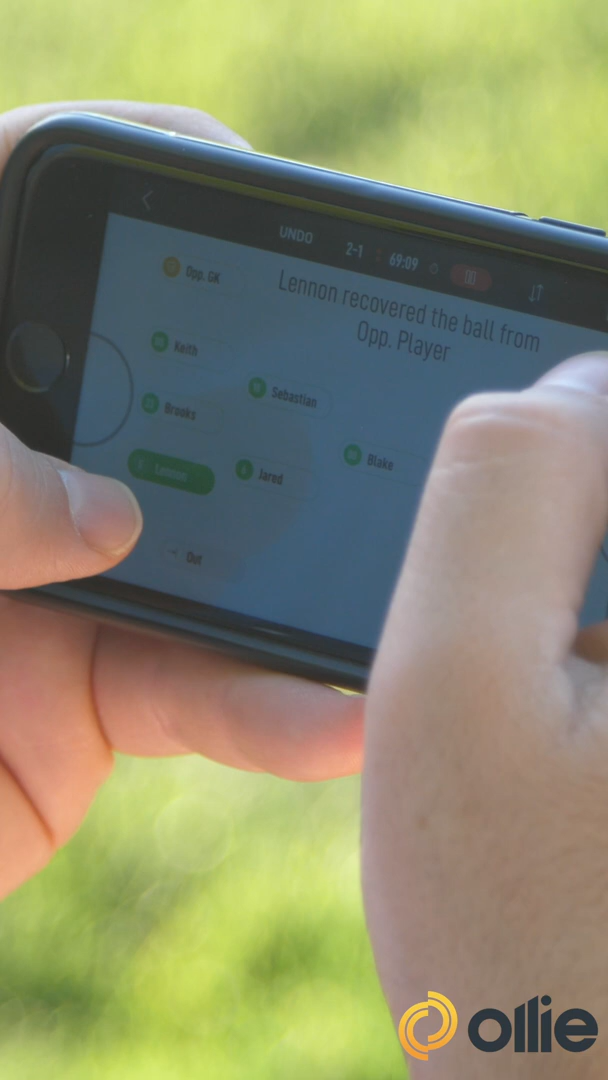 UNDO 2-1 69:09
Opp. GK
Lennon recovered the ball from
Opp. Player
Keith
Sebastian
Brooks
Blake
Lennon
Jared
Out
ollie